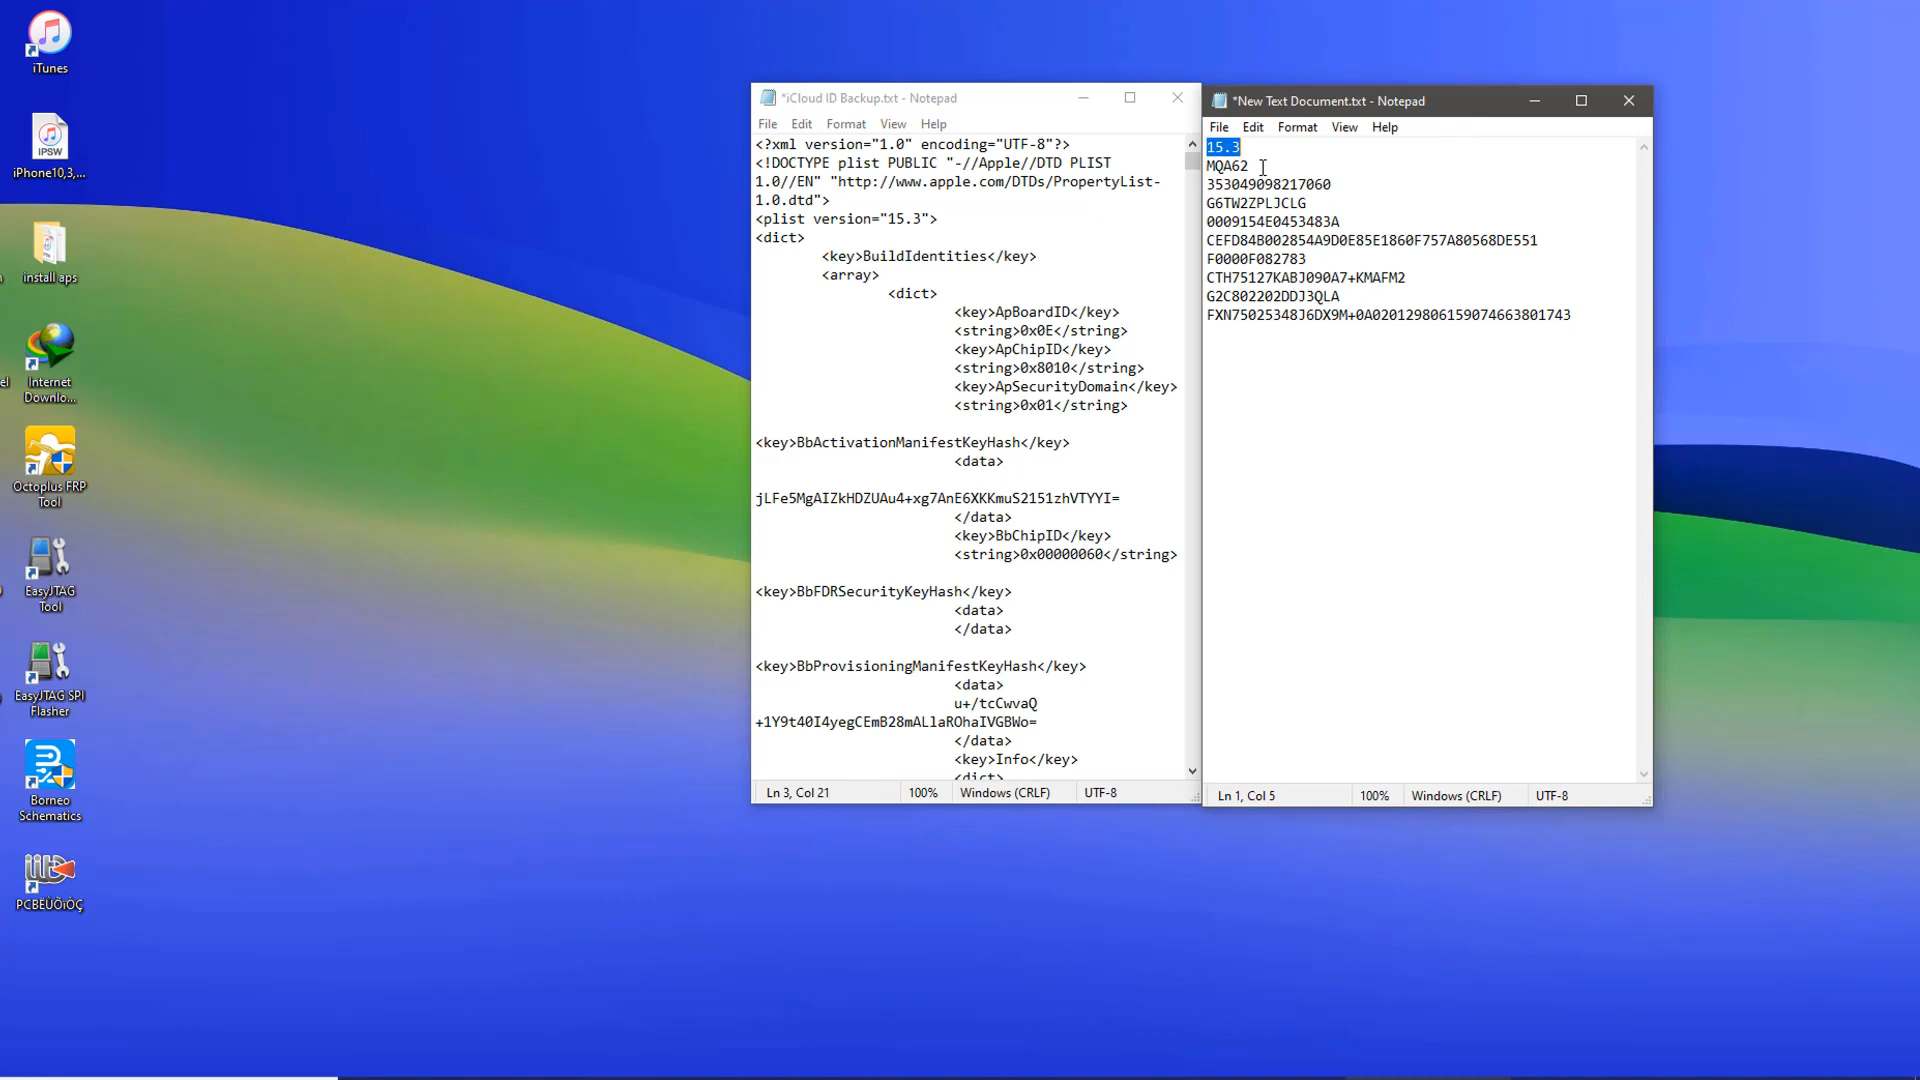 iTunes
IPSW
iPhone10,3,...
install aps
Internet
Downlo...
Octoplus FRP
Tool
EasyJTAG
Tool
EasyJTAG SPI
Flasher
Borneo
Schematics
PCBËÙÕìÒÇ
*iCloud ID Backup.txt - Notepad
File Edit Format View Help
<?xml version="1.0" encoding="UTF-8"?>
<!DOCTYPE plist PUBLIC "-//Apple//DTD PLIST
1.0//EN" "http://www.apple.com/DTDs/PropertyList-
1.0.dtd">
<plist version="15.3">
<dict>
<key>BuildIdentities</key>
<array>
<dict>
<key>ApBoardID</key>
<string>0x0E</string>
<key>ApChipID</key>
<string>0x8010</string>
<key>ApSecurityDomain</key>
<string>0x01</string>
<key>BbActivationManifestKeyHash</key>
<data>
jLFe5MgAIZkHDZUAu4+xg7AnE6XKKmuS2151zhVTYYI=
</data>
<key>BbChipID</key>
<string>0x00000060</string>
<key>BbFDRSecurityKeyHash</key>
<data>
</data>
<key>BbProvisioningManifestKeyHash</key>
<data>
u+/tcCwvaQ
+1Y9t40I4yegCEmB28mALlaROhaIVGBWo=
</data>
<key>Info</key>
<dict>
Ln 3, Col 21 100% Windows (CRLF) UTF-8
*New Text Document.txt - Notepad
File Edit Format View Help
15.3
MQA62
353049098217060
G6TW2ZPLJCLG
0009154E0453483A
CEFD84B002854A9D0E85E1860F757A80568DE551
F0000F082783
CTH75127KABJ090A7+KMAFM2
G2C802202DDJ3QLA
FXN75025348J6DX9M+0A020129806159074663801743
Ln 1, Col 5 100% Windows (CRLF) UTF-8